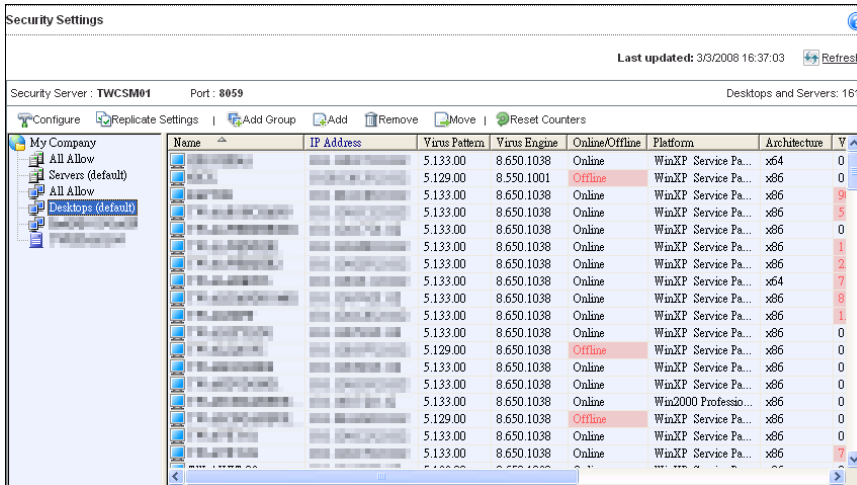 Security Settings
Last updated: 3/3/2008 16:37:03 Refresh
Security Server : TWCSM01 Port : 8059 Desktops and Servers: 16
Configure Replicate Settings | Add Group Add Remove Move | Reset Counters
My Company
All Allow
Servers (default)
All Allow
Desktops (default)
Name IP Address Virus Pattern Virus Engine Online/Offline Platform Architecture V
5.133.00 8.650.1038 Online WinXP Service Pa... x64 0
5.129.00 8.550.1001 Offline WinXP Service Pa... x86 0
5.133.00 8.650.1038 Online WinXP Service Pa... x86 9
5.133.00 8.650.1038 Online WinXP Service Pa... x86 5
5.133.00 8.650.1038 Online WinXP Service Pa... x86 0
5.133.00 8.650.1038 Online WinXP Service Pa... x86 1
5.133.00 8.650.1038 Online WinXP Service Pa... x86 2
5.133.00 8.650.1038 Online WinXP Service Pa... x64 7
5.133.00 8.650.1038 Online WinXP Service Pa... x86 8
5.133.00 8.650.1038 Online WinXP Service Pa... x86 1
5.133.00 8.650.1038 Online WinXP Service Pa... x86 0
5.129.00 8.650.1038 Offline WinXP Service Pa... x86 0
5.133.00 8.650.1038 Online WinXP Service Pa... x86 0
5.133.00 8.650.1038 Online WinXP Service Pa... x86 0
5.133.00 8.650.1038 Online Win2000 Professio... x86 0
5.129.00 8.650.1038 Offline WinXP Service Pa... x86 0
5.133.00 8.650.1038 Online WinXP Service Pa... x86 0
5.133.00 8.650.1038 Online WinXP Service Pa... x86 7